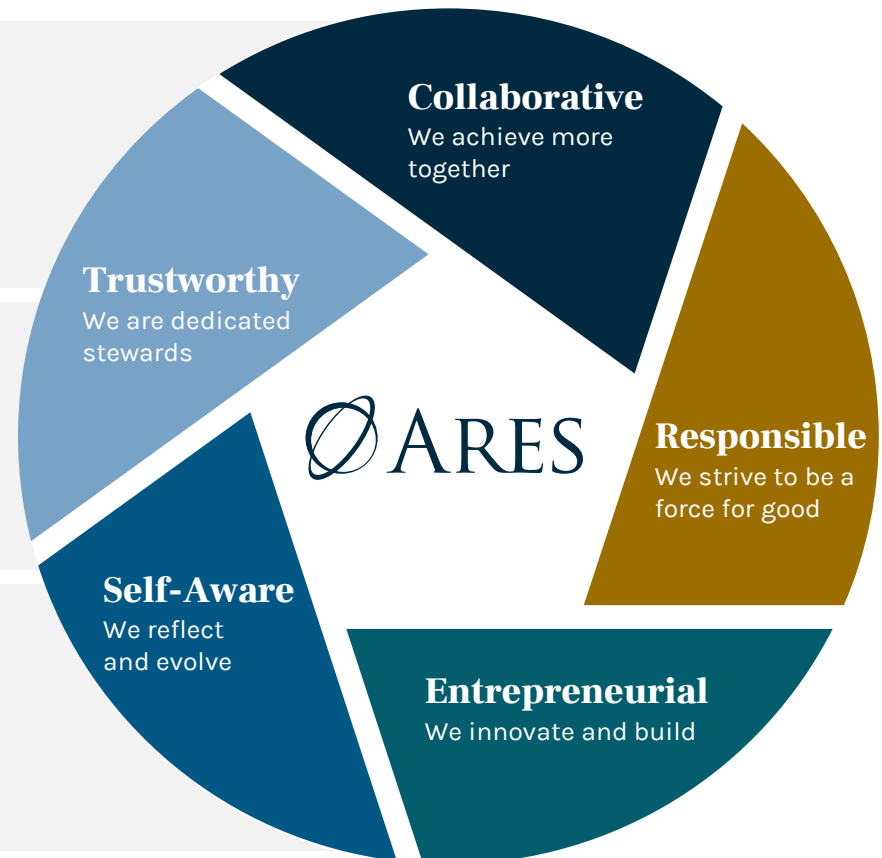 Collaborative
We achieve more
together
Trustworthy
We are dedicated
stewards
ARES
Responsible
We strive to be a
force for good
Self-Aware
We reflect
and evolve
Entrepreneurial
We innovate and build